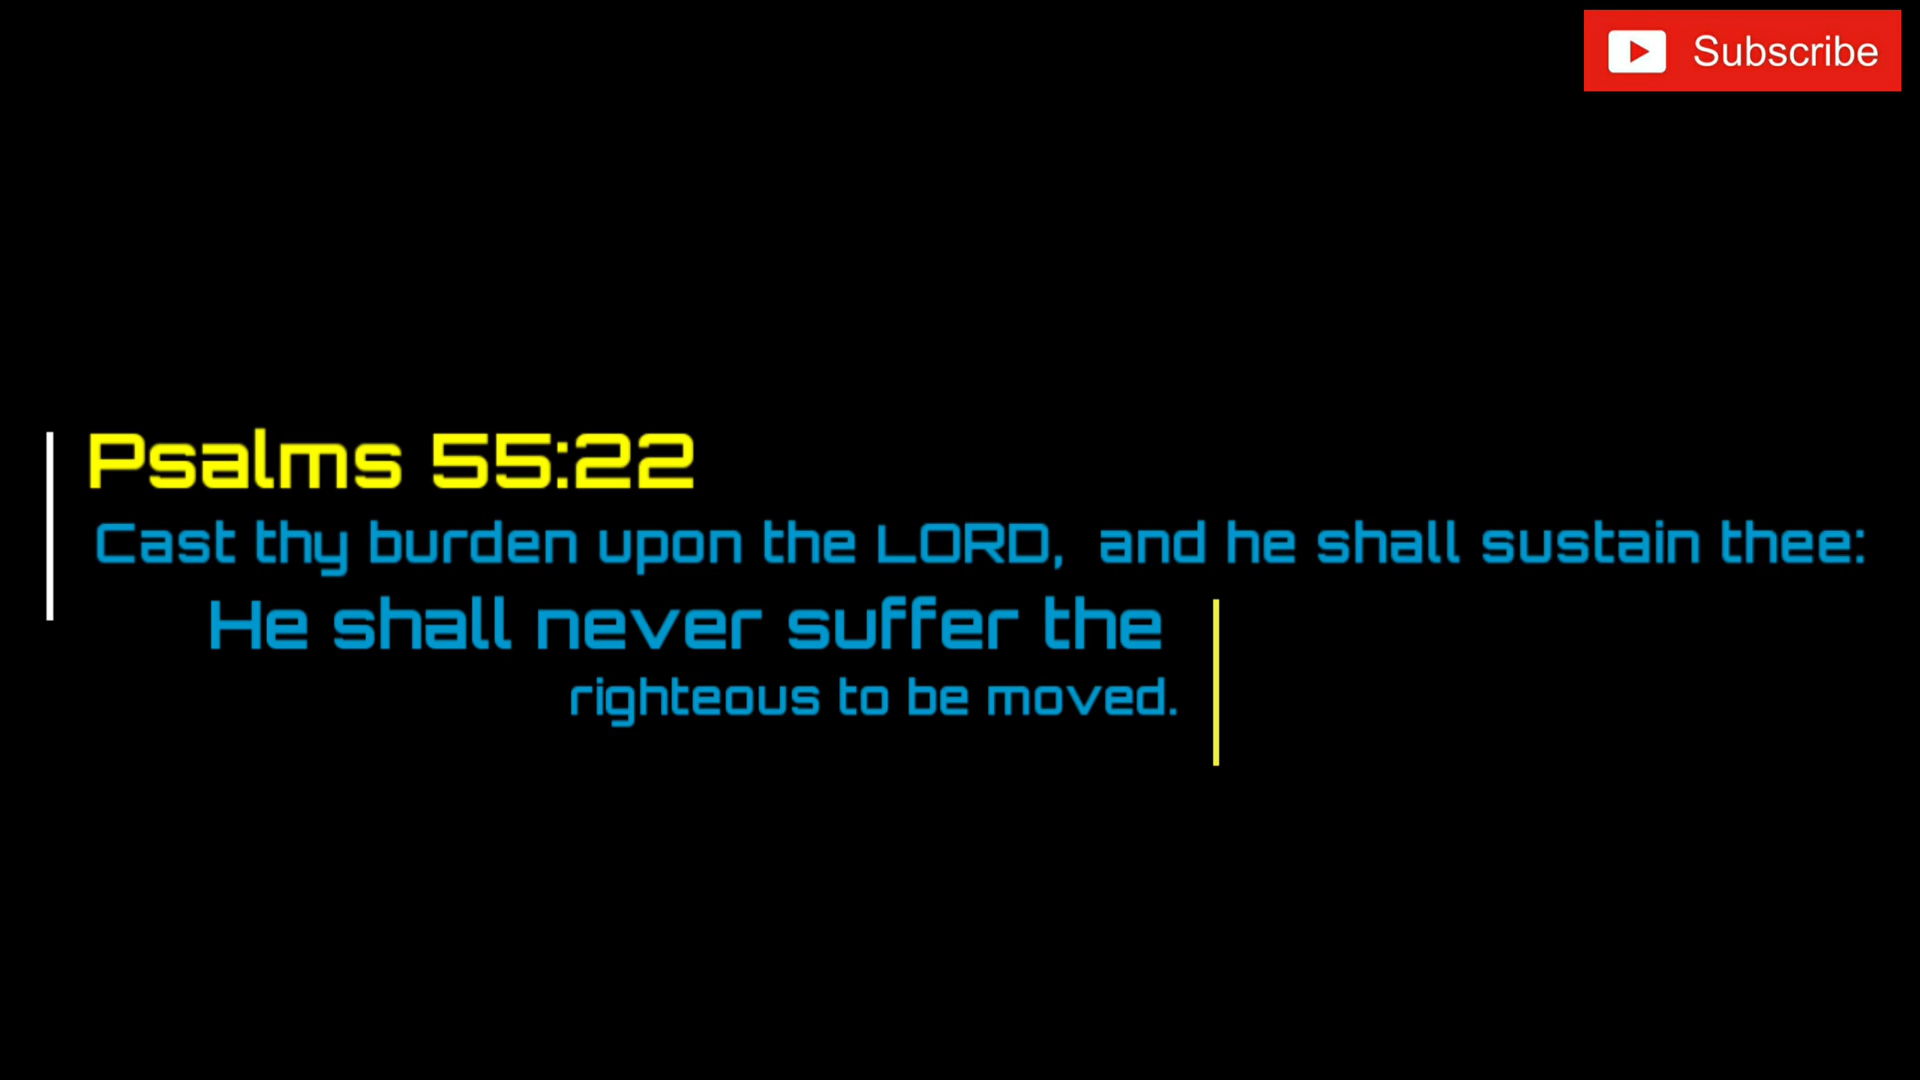 Subscribe
Psalms 55:22
Cast thy burden upon the LORD, and he shall sustain thee:
He shall never suffer the
righteous to be moved.